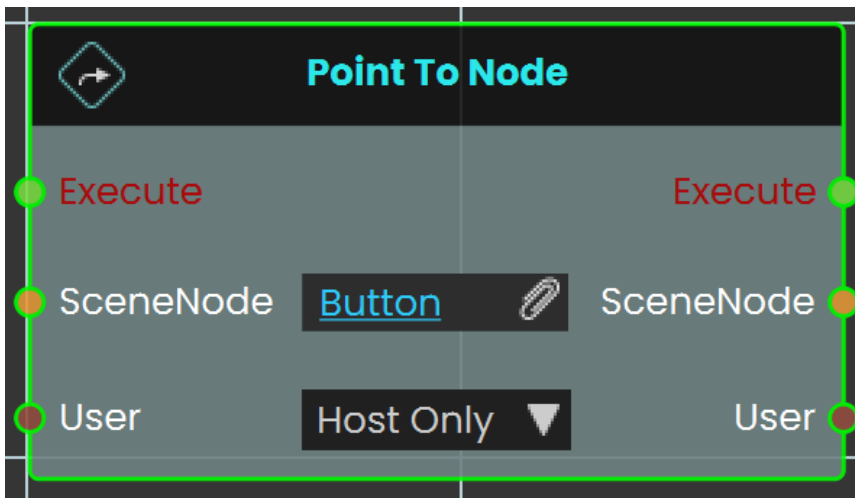 Point To Node
Execute Execute
SceneNode Button SceneNode
User Host Only User